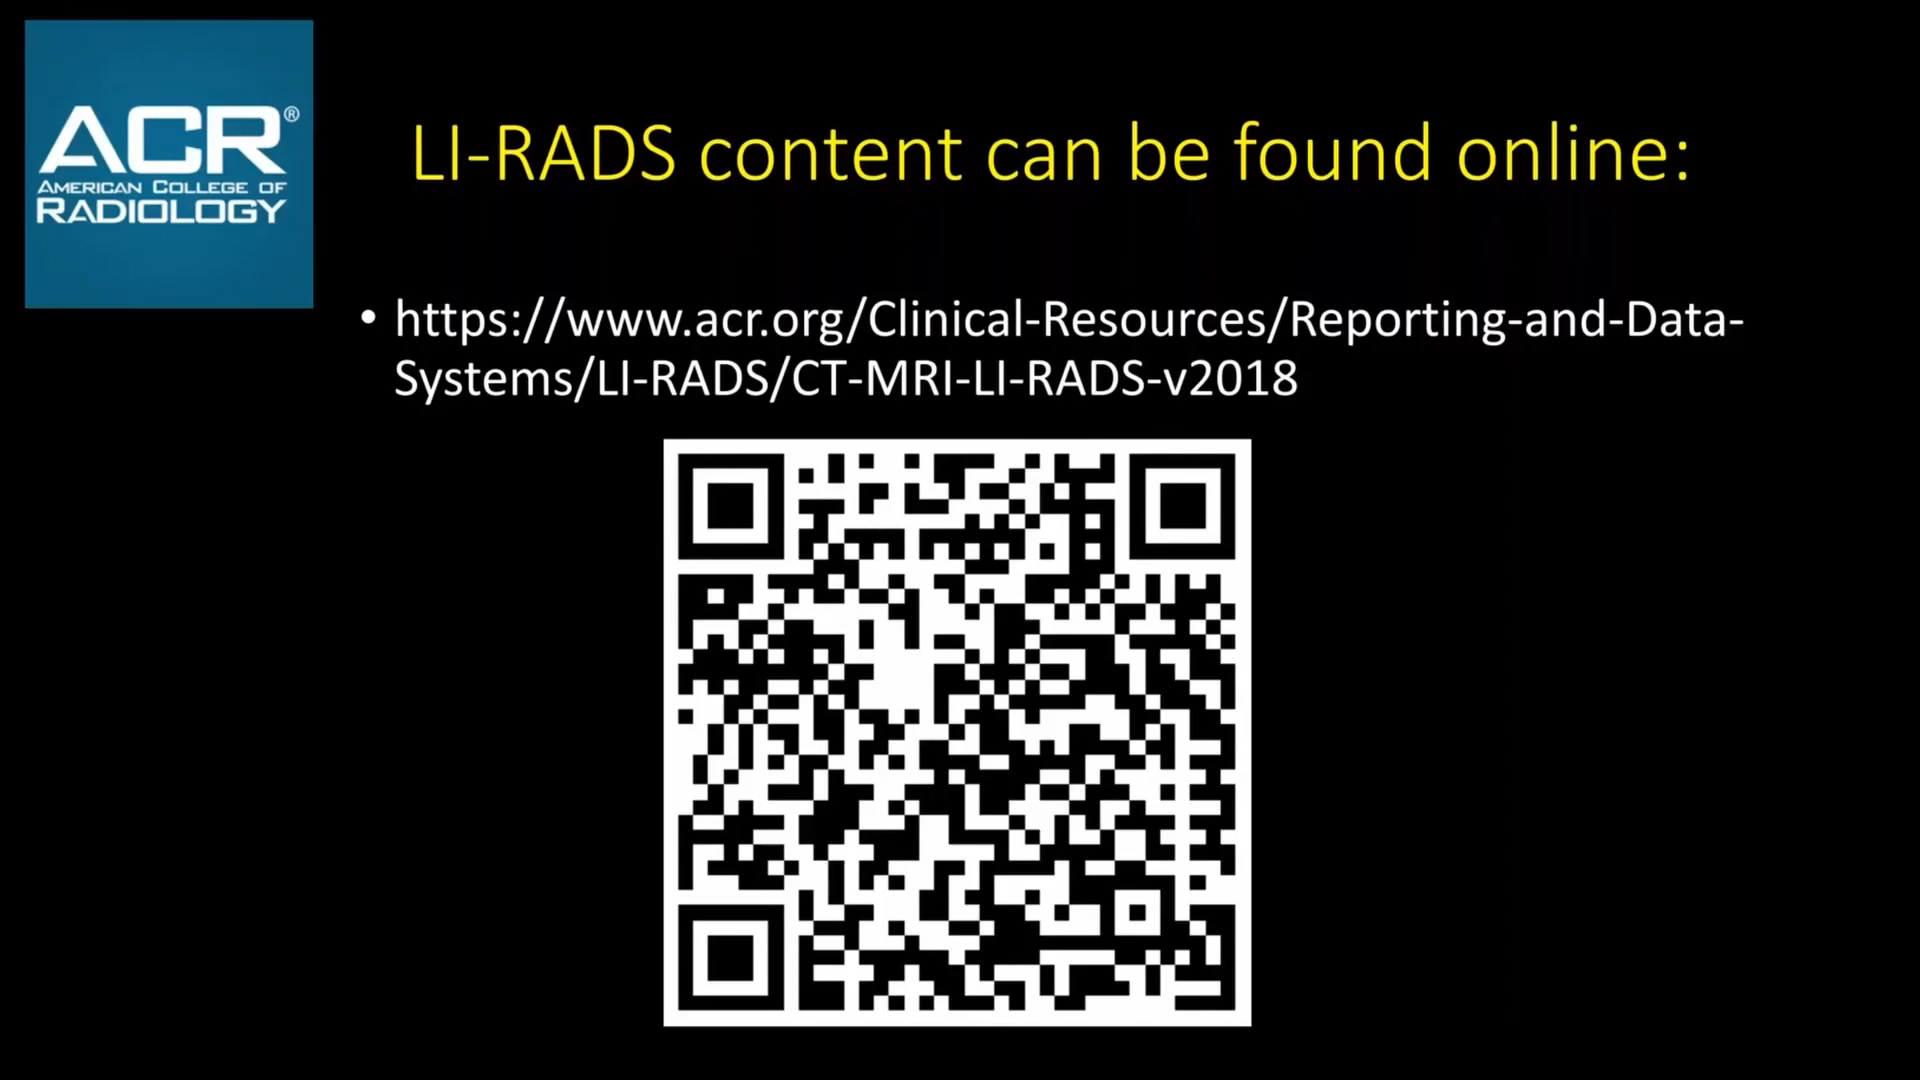 ACR®
AMERICAN COLLEGE OF
RADIOLOGY
LI-RADS content can be found online:
• https://www.acr.org/Clinical-Resources/Reporting-and-Data-
Systems/LI-RADS/CT-MRI-LI-RADS-v2018